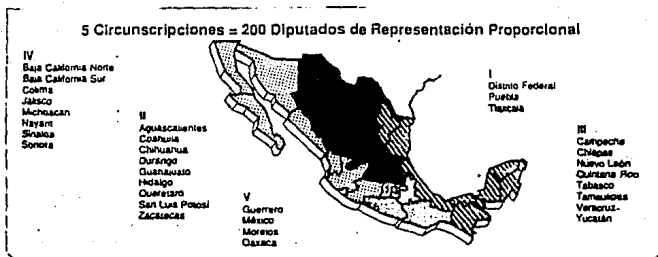 5 Circunscripciones = 200 Diputados de Representación Proporcional
IV
Baja California Norte
Baja California Sur
Colima
Jalisco
Michoacan
Nayarit
Sinaloa
Sonora
II
Aguascalientes
Coahuila
Chihuahua
Durango
Guanajuato
Hidalgo
Queretaro
San Luis Potosí
Zacatecas
V
Guerrero
México
Morelos
Oaxaca
I
Distrito Federal
Puebla
Tlaxcala
III
Campeche
Chiapas
Nuevo León
Quintana Roo
Tabasco
Tamaulipas
Veracruz
Yucatán